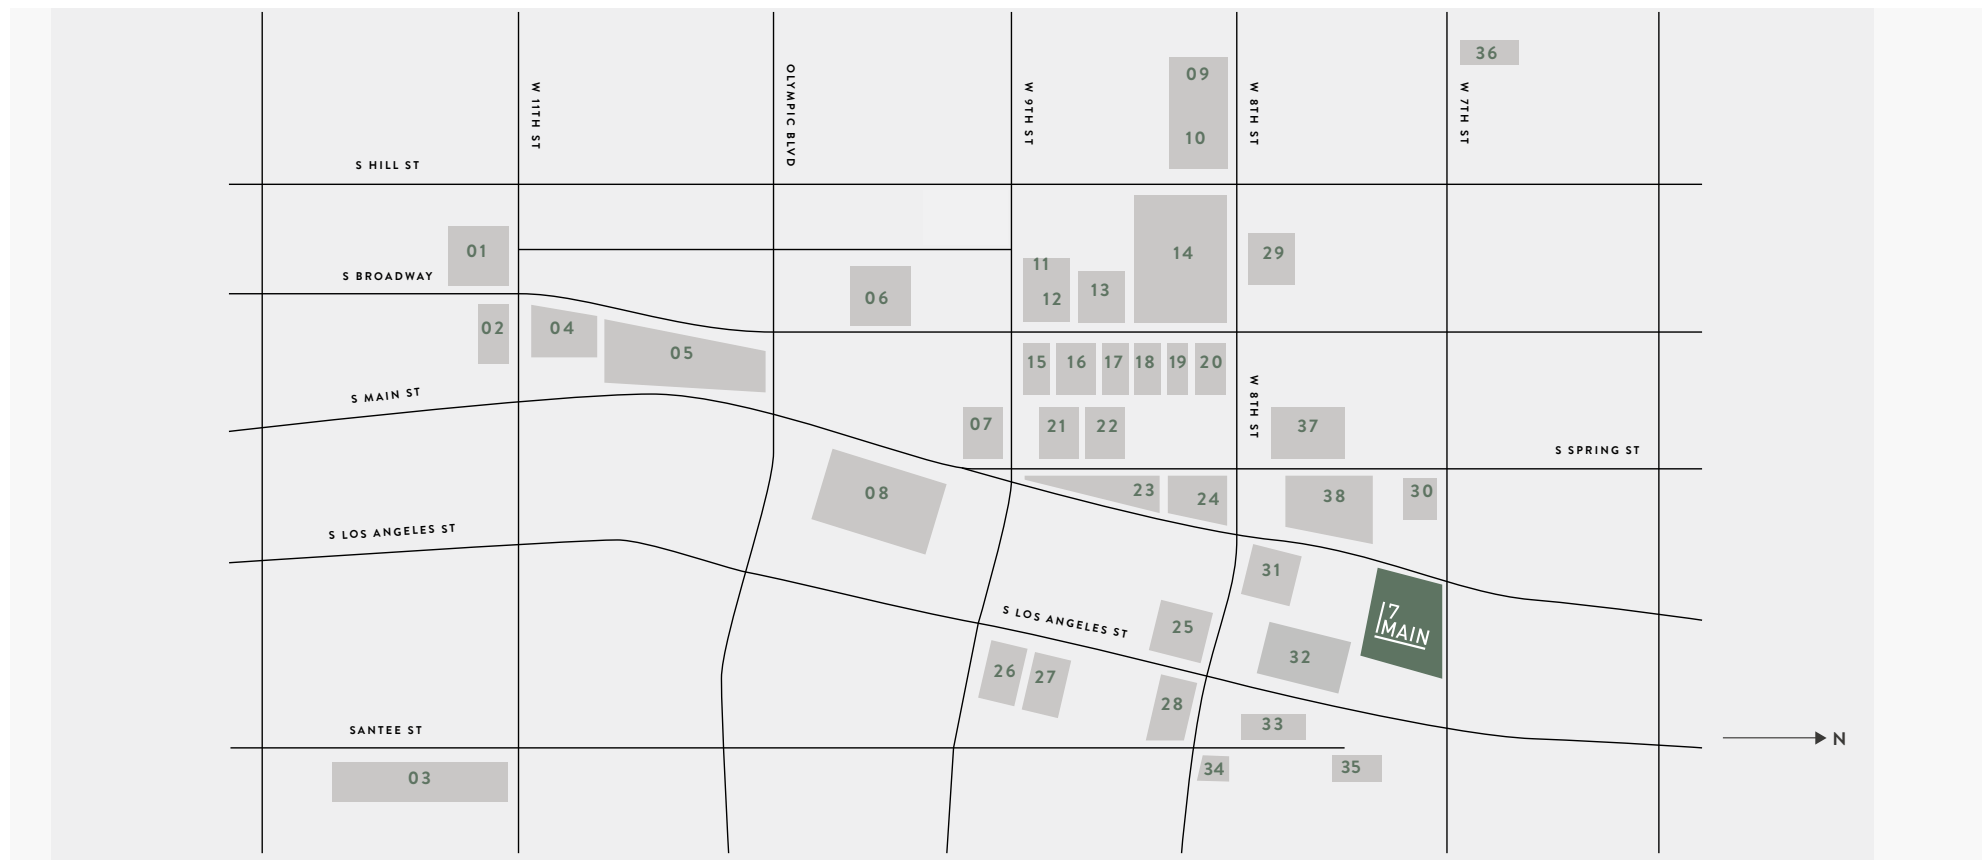 36
09
OLYMPIC BLVD
W 11TH ST
W 9TH ST
W 8TH ST
W 7TH ST
10
S HILL ST
01
14
29
11
S BROADWAY
06
12
13
02
04
05
15
16
17
18
19
20
S MAIN ST
W 8TH ST
07
21
22
37
S SPRING ST
08
23
24
38
30
S LOS ANGELES ST
31
7
MAIN
S LOS ANGELES ST
25
32
26
27
28
33
SANTEE ST
N
34
35
03